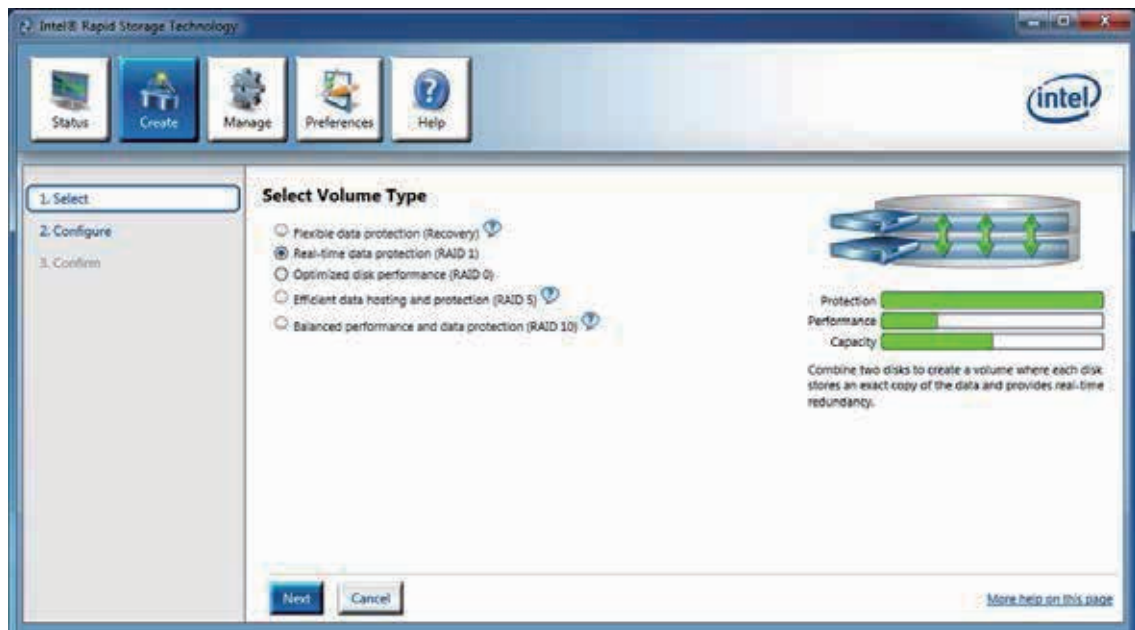 Intel® Rapid Storage Technology
Status
Create
Manage
Preferences
Help
intel
1. Select
2. Configure
3. Confirm
Select Volume Type
Flexible data protection (Recovery)
Real-time data protection (RAID 1)
Optimized disk performance (RAID 0)
Efficient data hosting and protection (RAID 5)
Balanced performance and data protection (RAID 10)
Protection
Performance
Capacity
Combine two disks to create a volume where each disk
stores an exact copy of the data and provides real-time
redundancy.
Next
Cancel
More help on this page